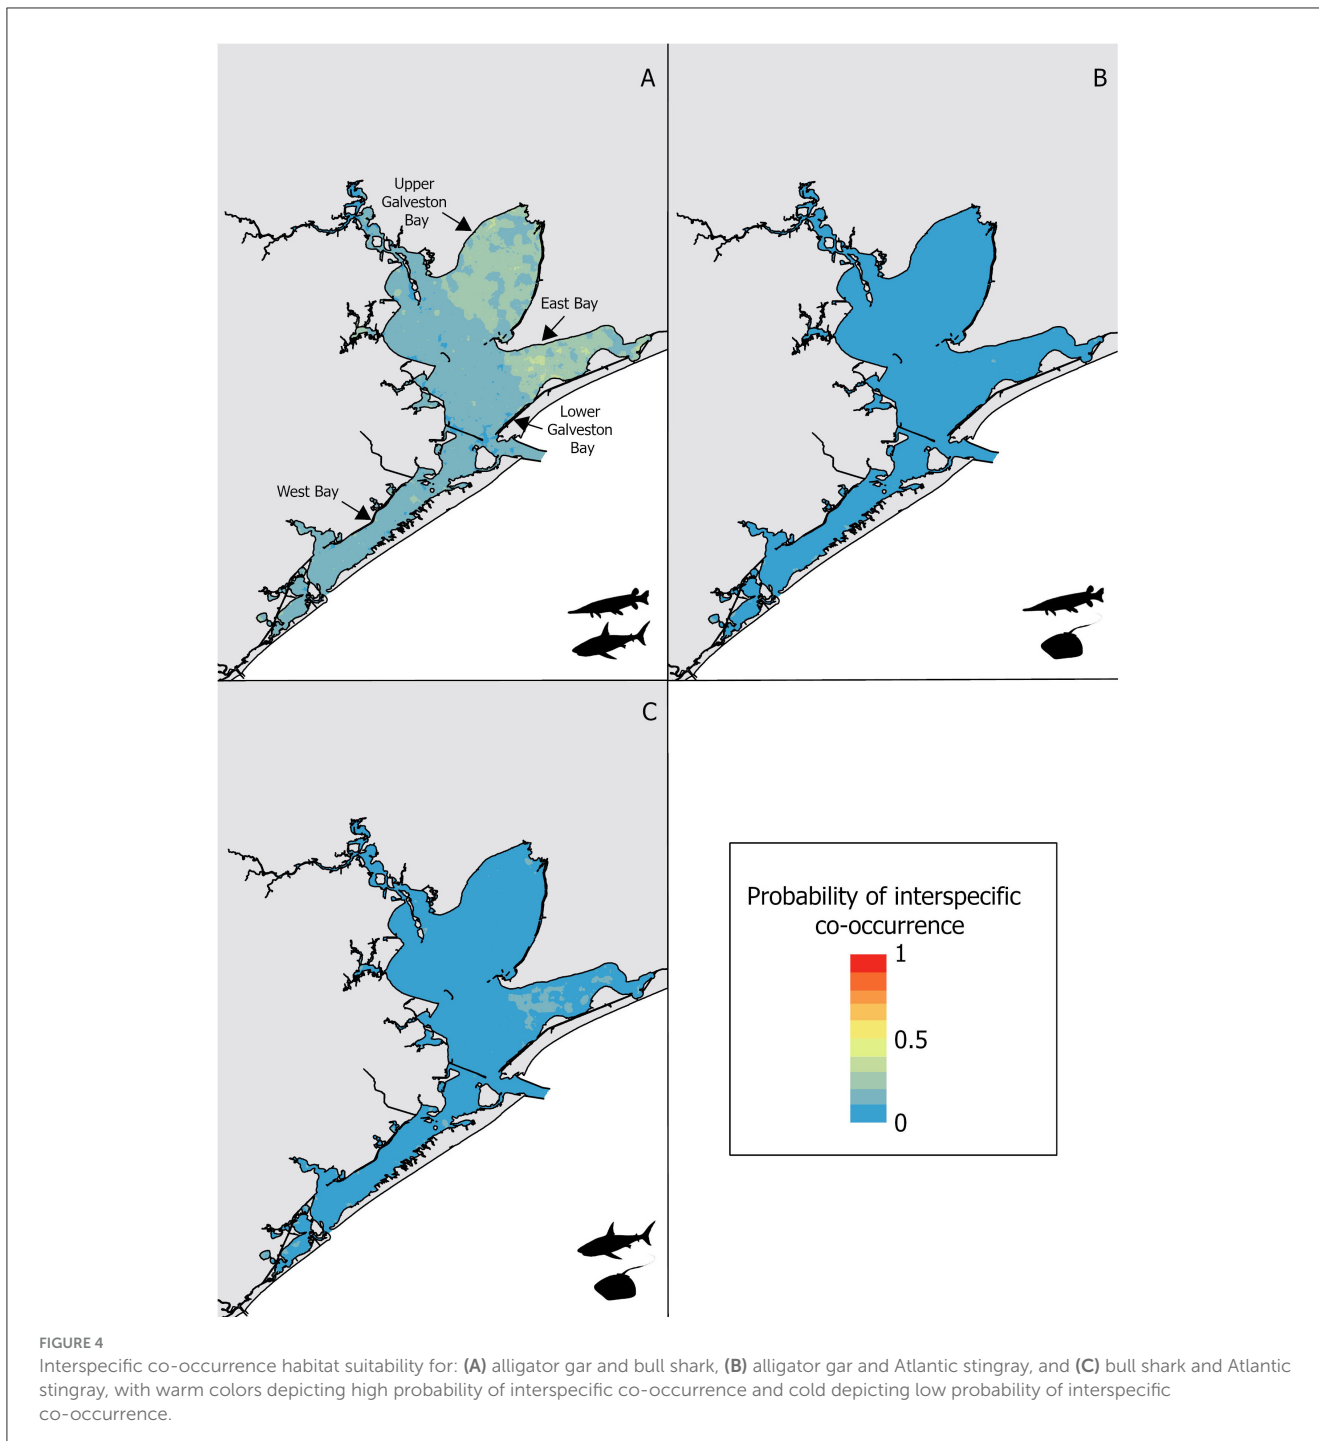 A
B
Upper
Galveston
Bay
East Bay
Lower
Galveston
Bay
West Bay
C
Probability of interspecific
co-occurrence
1
0.5
0
FIGURE 4
Interspecific co-occurrence habitat suitability for: (A) alligator gar and bull shark, (B) alligator gar and Atlantic stingray, and (C) bull shark and Atlantic
stingray, with warm colors depicting high probability of interspecific co-occurrence and cold depicting low probability of interspecific
co-occurrence.